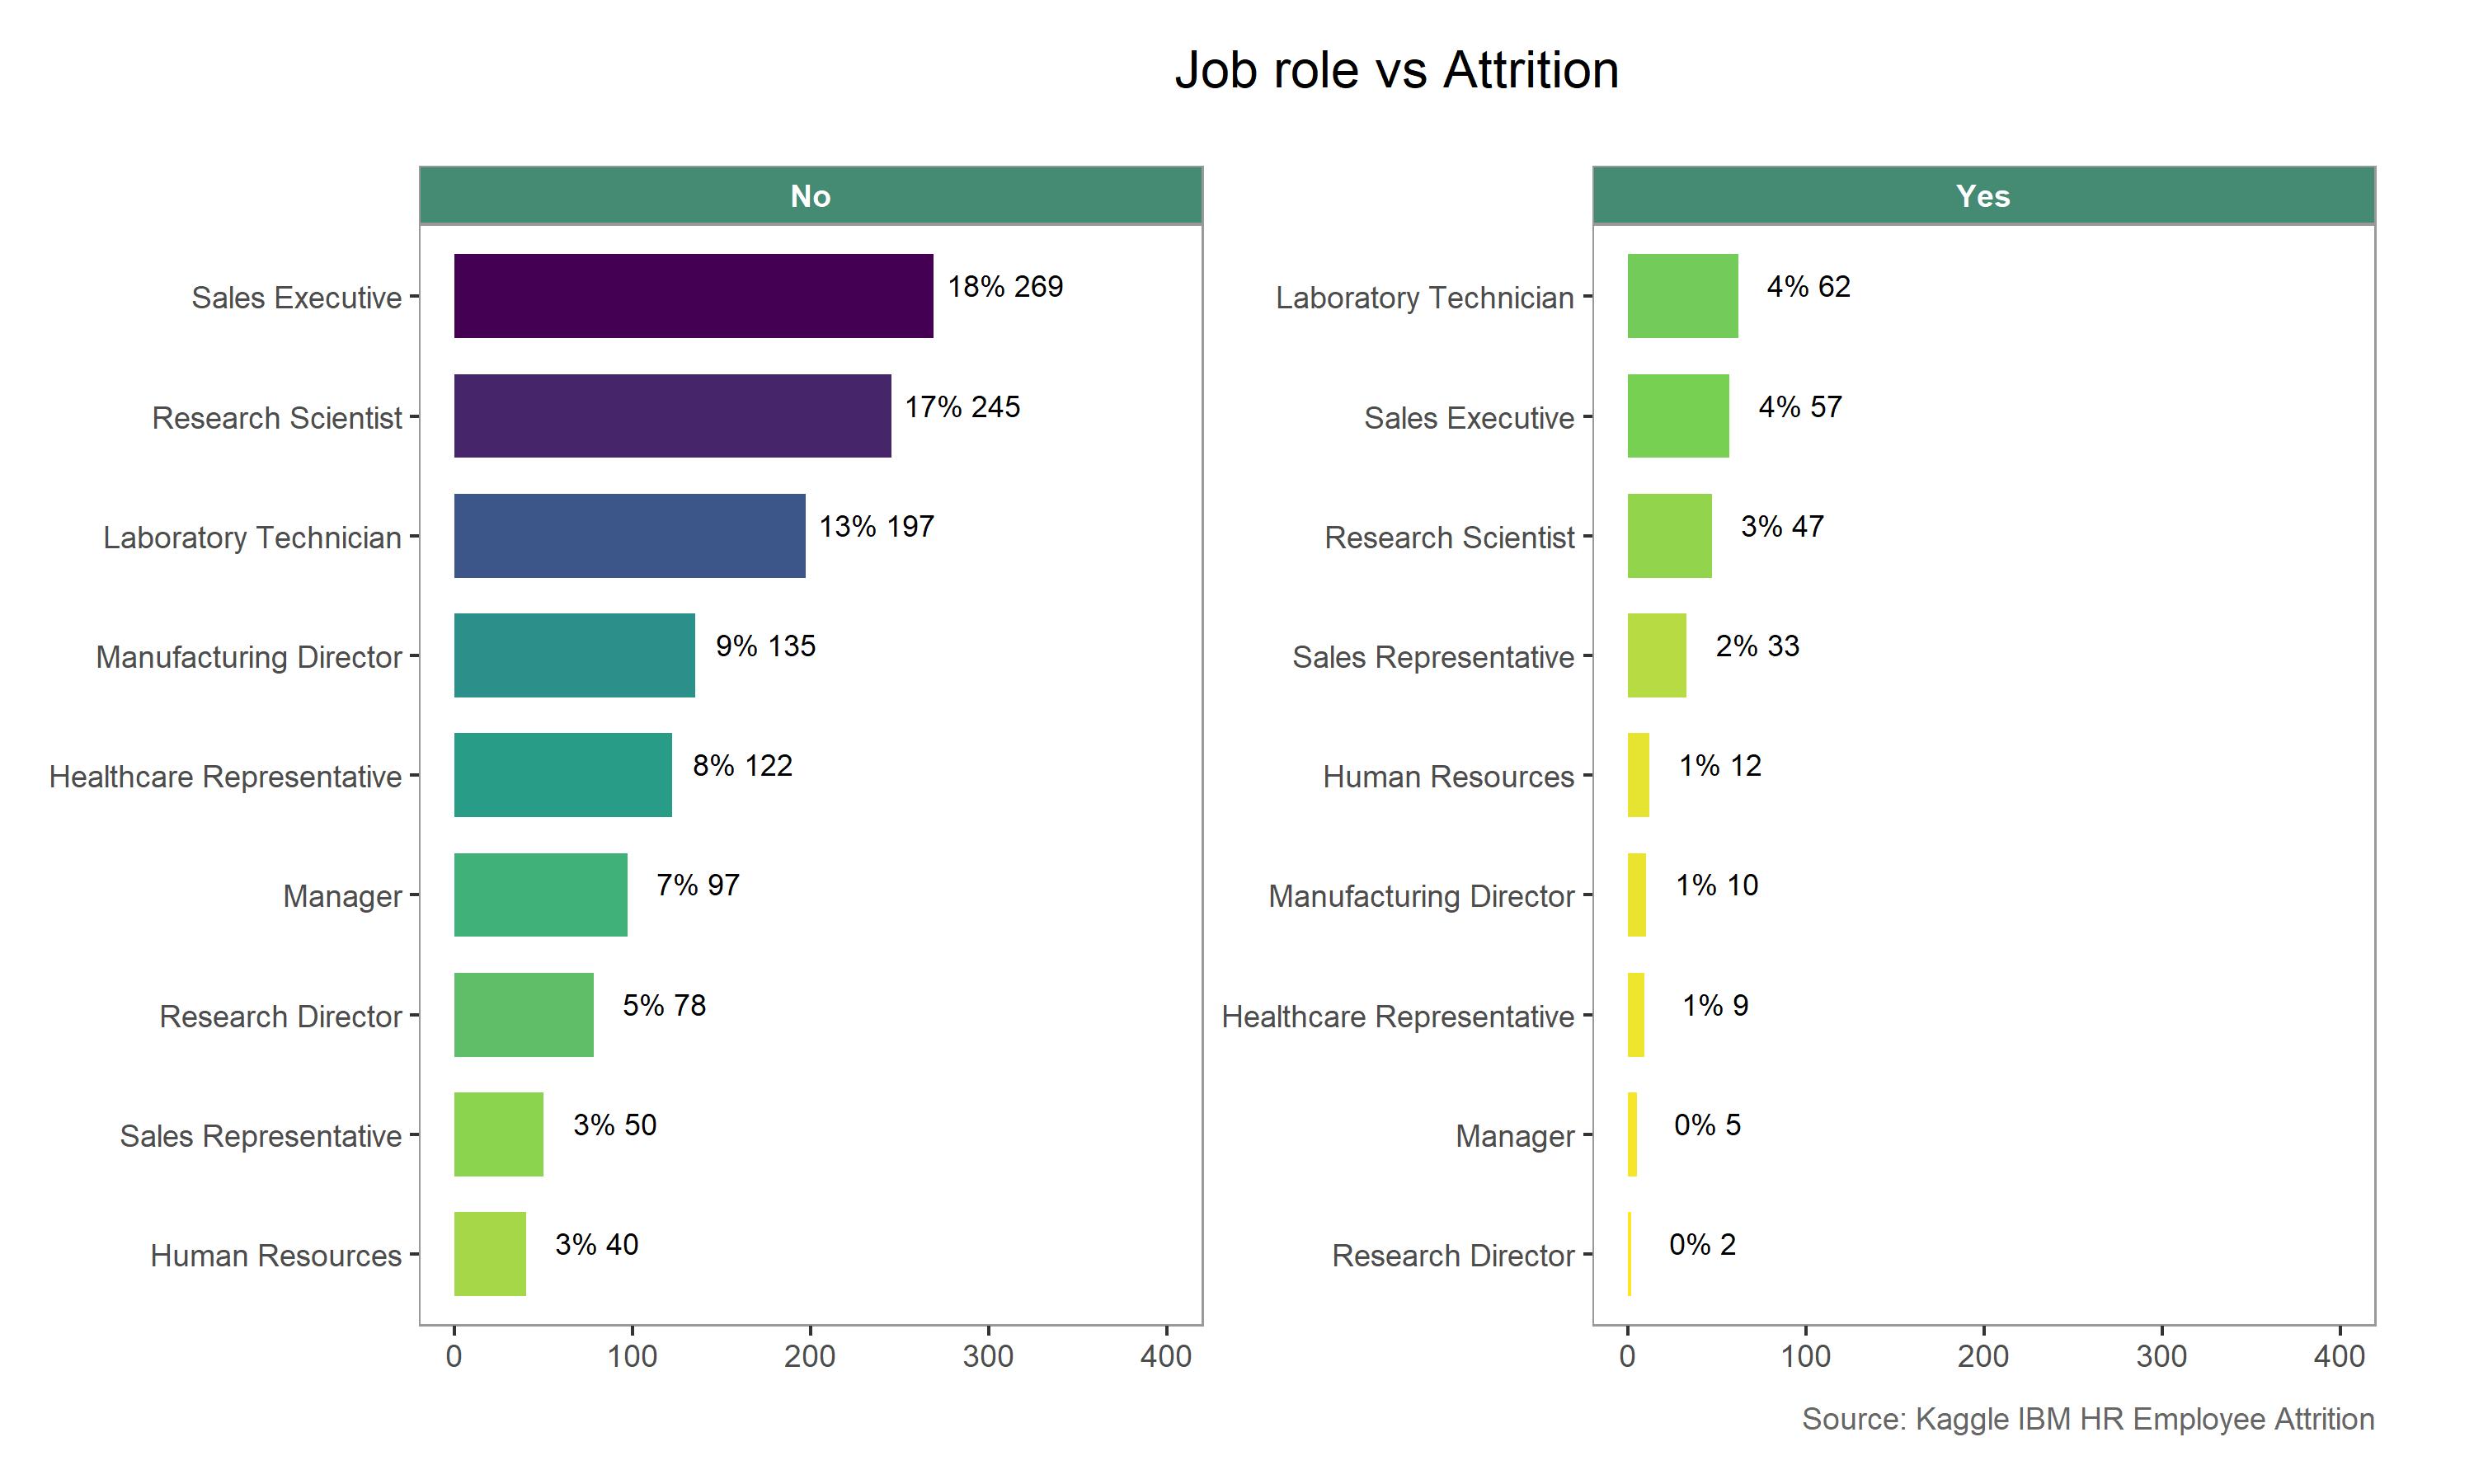 Job role vs Attrition
No
Sales Executive 18% 269
Research Scientist 17% 245
Laboratory Technician 13% 197
Manufacturing Director 9% 135
Healthcare Representative 8% 122
Manager 7% 97
Research Director 5% 78
Sales Representative 3% 50
Human Resources 3% 40
0 100 200 300 400
Yes
Laboratory Technician 4% 62
Sales Executive 4% 57
Research Scientist 3% 47
Sales Representative 2% 33
Human Resources 1% 12
Manufacturing Director 1% 10
Healthcare Representative 1% 9
Manager 0% 5
Research Director 0% 2
0 100 200 300 400
Source: Kaggle IBM HR Employee Attrition